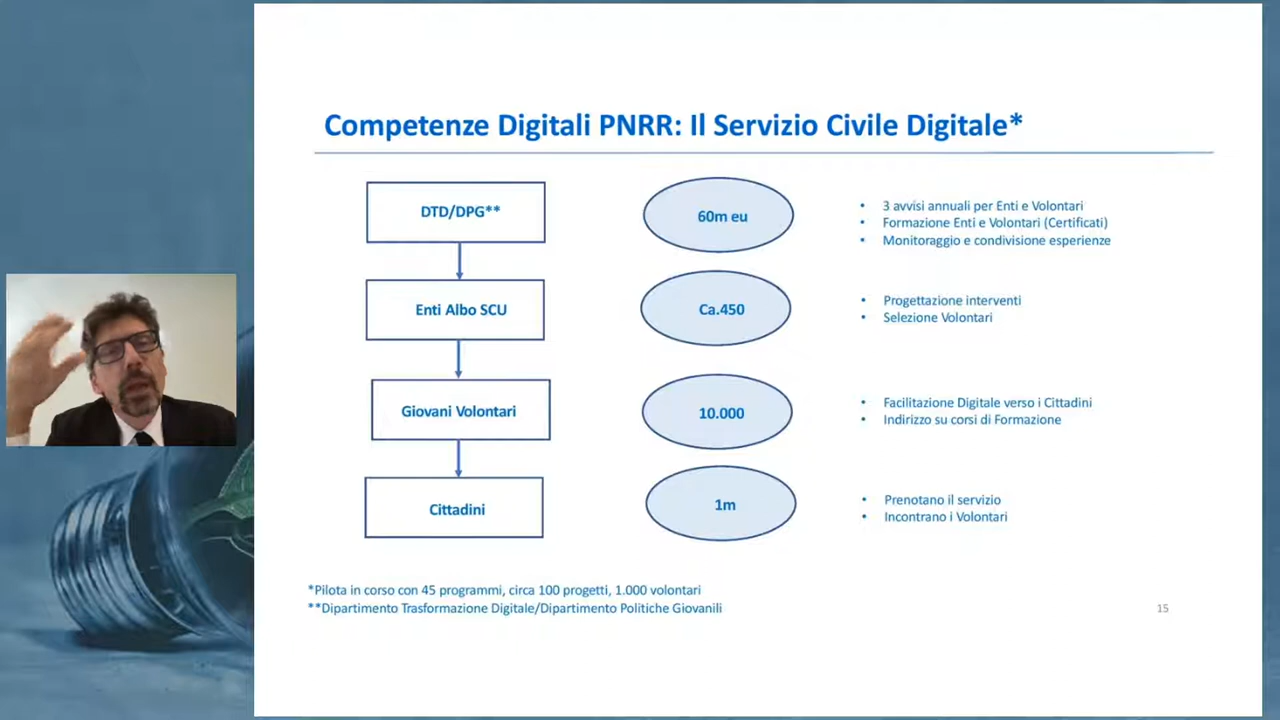 Competenze Digitali PNRR: Il Servizio Civile Digitale*
DTD/DPG**
60m eu
• 3 avvisi annuali per Enti e Volontari
• Formazione Enti e Volontari (Certificati)
• Monitoraggio e condivisione esperienze
Enti Albo SCU
Ca.450
• Progettazione interventi
• Selezione Volontari
Giovani Volontari
10.000
• Facilitazione Digitale verso i Cittadini
• Indirizzo su corsi di Formazione
Cittadini
1m
• Prenotano il servizio
• Incontrano i Volontari
*Pilota in corso con 45 programmi, circa 100 progetti, 1.000 volontari
**Dipartimento Trasformazione Digitale/Dipartimento Politiche Giovanili
15